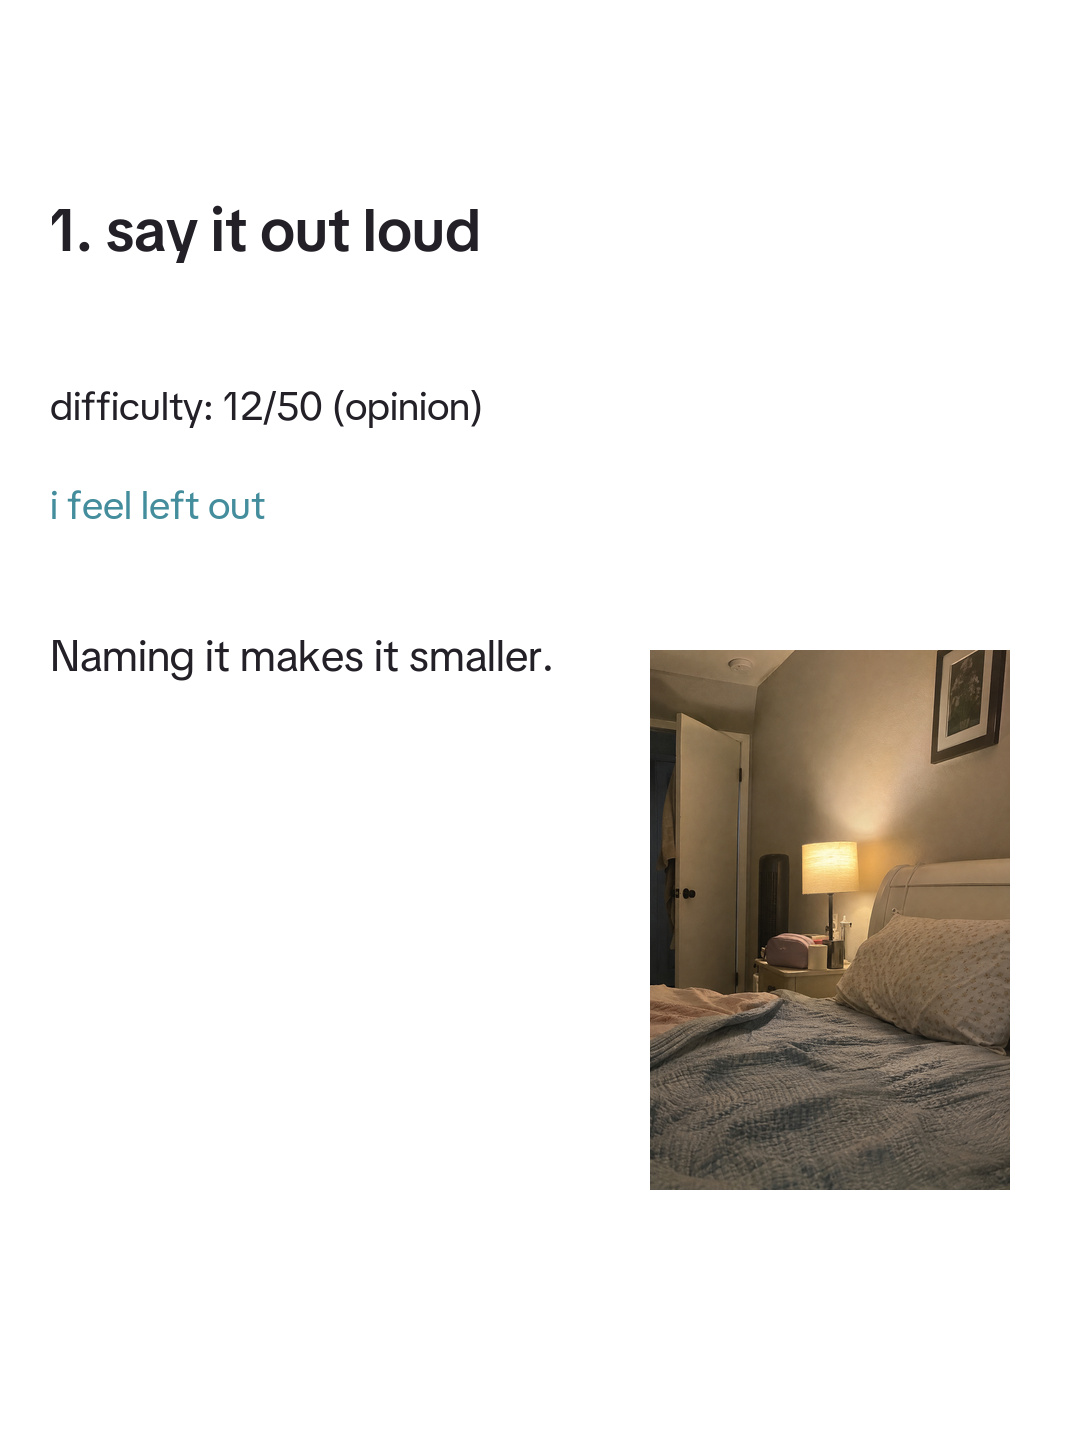 1. say it out loud
difficulty: 12/50 (opinion)
i feel left out
Naming it makes it smaller.